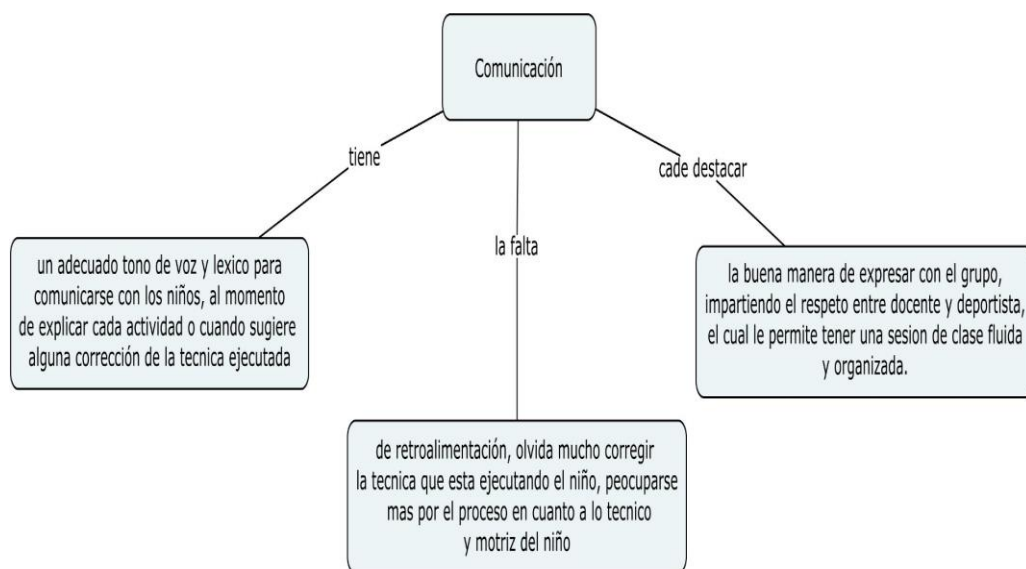 Comunicación
tiene
un adecuado tono de voz y lexico para
comunicarse con los niños, al momento
de explicar cada actividad o cuando sugiere
alguna corrección de la tecnica ejecutada
la falta
de retroalimentación, olvida mucho corregir
la tecnica que esta ejecutando el niño, peocuparse
mas por el proceso en cuanto a lo tecnico
y motriz del niño
cade destacar
la buena manera de expresar con el grupo,
impartiendo el respeto entre docente y deportista,
el cual le permite tener una sesion de clase fluida
y organizada.